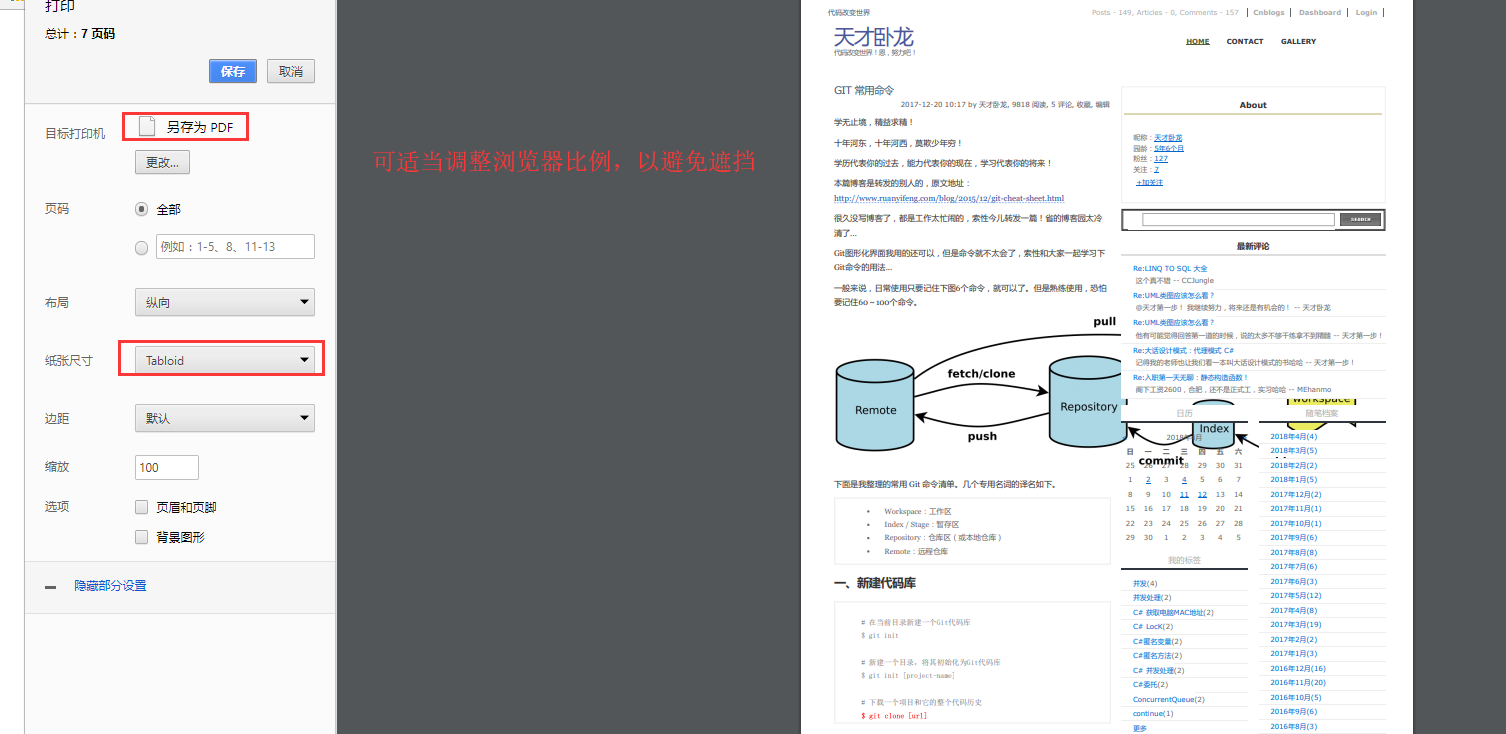 打印
总计：7 页码
保存
取消
目标打印机
另存为 PDF
更改...
页码
全部
例如：1-5、8、11-13
布局
纵向
纸张尺寸
Tabloid
边距
默认
缩放
100
选项
页眉和页脚
背景图形
隐藏部分设置
可适当调整浏览器比例，以避免遮挡
代码改变世界
Posts - 149, Articles - 0, Comments - 157
Cnblogs
Dashboard
Login
天才卧龙
代码改变世界！恩，努力吧！
HOME
CONTACT
GALLERY
GIT 常用命令
2017-12-20 10:17 by 天才卧龙, 9818 阅读, 5 评论, 收藏, 编辑
学无止境，精益求精！
十年河东，十年河西，莫欺少年穷！
学历代表你的过去，能力代表你的现在，学习代表你的将来！
本篇博客是转发的别人的，原文地址：
http://www.ruanyifeng.com/blog/2015/12/git-cheat-sheet.html
很久没写博客了，都是工作太忙闹的，索性今儿转发一篇！省的博客园太冷
清了...
Git图形化界面我用的还可以，但是命令就不太会了，索性和大家一起学习下
Git命令的用法...
一般来说，日常使用只要记住下图6个命令，就可以了。但是熟练使用，恐怕
要记住60～100个命令。
pull
fetch/clone
Remote
Repository
push
Index
workspace
commit
下面是我整理的常用 Git 命令清单。几个专用名词的译名如下。
• Workspace：工作区
• Index / Stage：暂存区
• Repository：仓库区（或本地仓库）
• Remote：远程仓库
一、新建代码库
# 在当前目录新建一个Git代码库
$ git init
# 新建一个目录，将其初始化为Git代码库
$ git init [project-name]
# 下载一个项目和它的整个代码历史
$ git clone [url]
About
昵称：天才卧龙
园龄：5年6个月
粉丝：127
关注：7
+加关注
SEARCH
最新评论
Re:LINQ TO SQL 大全
这个真不错 -- CCJungle
Re:UML类图应该怎么看？
@天才第一步！ 我继续努力，将来还是有机会的！ -- 天才卧龙
Re:UML类图应该怎么看？
他有可能觉得回答第一道的时候，说的太多不够干练拿不到精髓 -- 天才第一步！
Re:大话设计模式：代理模式 C#
记得我的老师也让我们看一本叫大话设计模式的书哈哈 -- 天才第一步！
Re:入职第一天无聊：静态构造函数！
阁下工资2600，合肥，还不是正式工，实习哈哈 -- MEhanmo
日历
日 一 二 三 四 五 六
25 26 27 28 29 30 31
1 2 3 4 5 6 7
8 9 10 11 12 13 14
15 16 17 18 19 20 21
22 23 24 25 26 27 28
29 30 1 2 3 4 5
我的标签
并发(4)
并发处理(2)
C# 获取电脑MAC地址(2)
C# LocK(2)
C#匿名变量(2)
C#匿名方法(2)
C# 并发处理(2)
C#委托(2)
ConcurrentQueue(2)
continue(1)
更多
随笔档案
2018年4月(4)
2018年3月(5)
2018年2月(2)
2018年1月(5)
2017年12月(2)
2017年11月(1)
2017年10月(1)
2017年9月(6)
2017年8月(8)
2017年7月(6)
2017年6月(3)
2017年5月(12)
2017年4月(8)
2017年3月(19)
2017年2月(2)
2017年1月(3)
2016年12月(16)
2016年11月(20)
2016年10月(5)
2016年9月(6)
2016年8月(3)